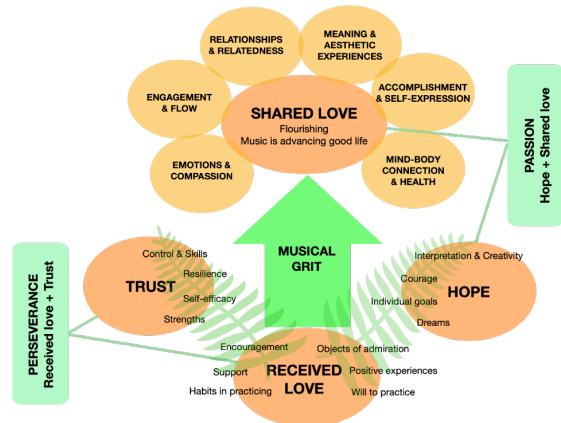 RELATIONSHIPS
& RELATEDNESS
MEANING &
AESTHETIC
EXPERIENCES
ENGAGEMENT
& FLOW
ACCOMPLISHMENT
& SELF-EXPRESSION
SHARED LOVE
Flourishing
Music is advancing good life
EMOTIONS &
COMPASSION
MIND-BODY
CONNECTION
& HEALTH
PASSION
Hope + Shared love
MUSICAL
GRIT
PERSEVERANCE
Received love + Trust
Control & Skills
Resilience
TRUST
Self-efficacy
Strengths
Interpretation & Creativity
Courage
HOPE
Individual goals
Dreams
Encouragement
Support
Habits in practicing
RECEIVED
LOVE
Objects of admiration
Positive experiences
Will to practice